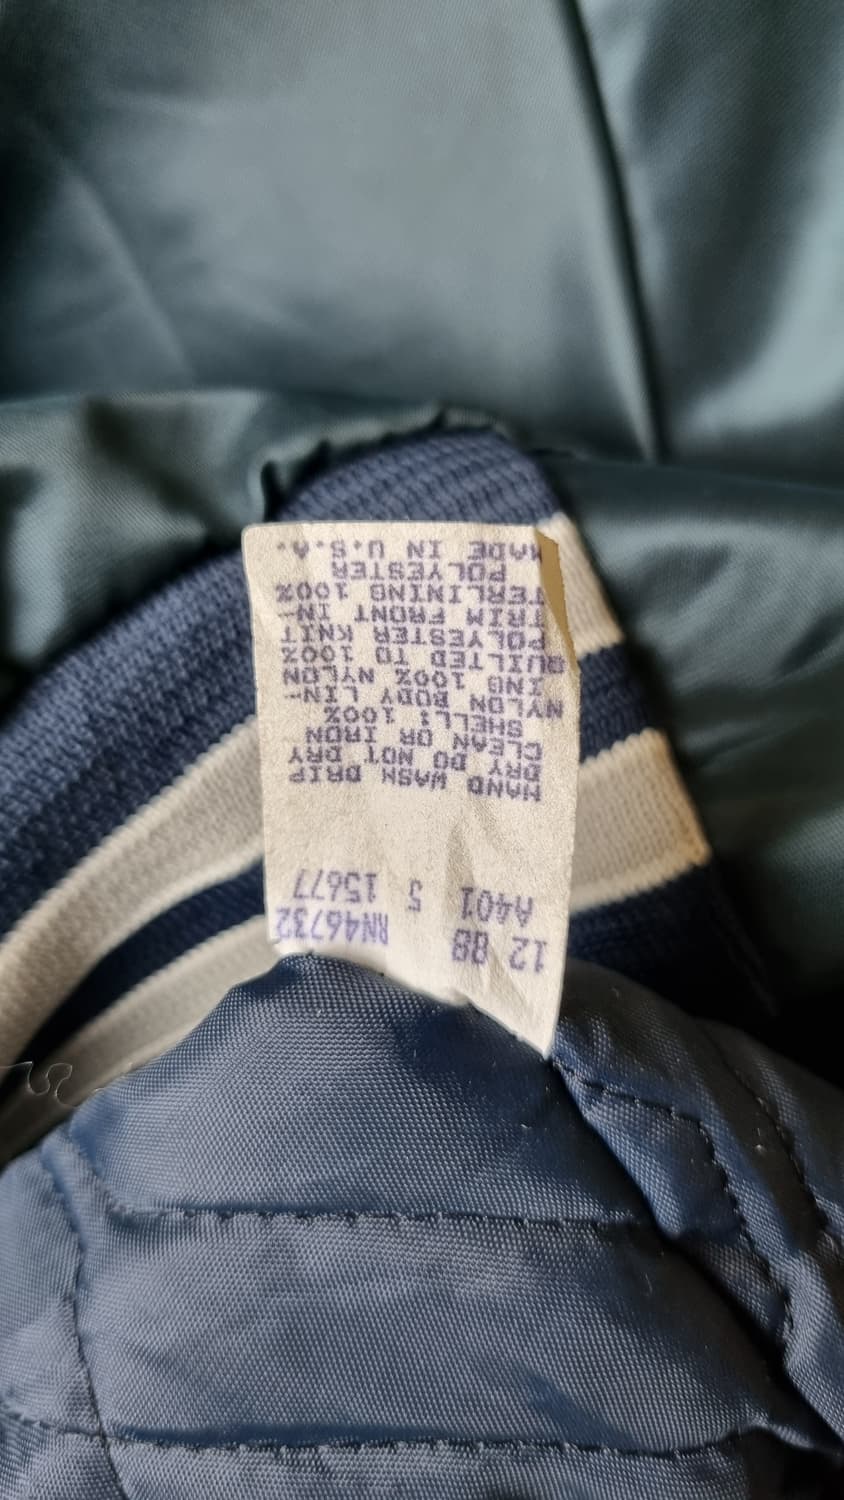 12 88 RN46732
A401 5 15677
HAND WASH DRIP
DRY DO NOT DRY
CLEAN OR IRON
SHELL: 100%
NYLON BODY LIN-
ING 100% NYLON
QUILTED TO 100%
POLYESTER KNIT
TRIM FRONT IN-
TERLINING 100%
POLYESTER
MADE IN U.S.A.